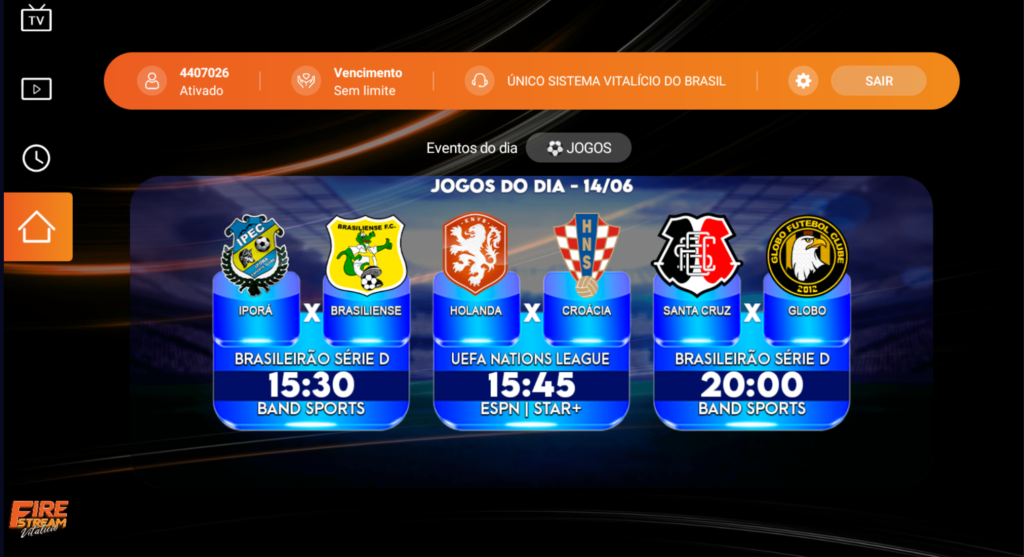 TV
4407026
Ativado
Vencimento
Sem limite
ÚNICO SISTEMA VITALÍCIO DO BRASIL
SAIR
Eventos do dia
JOGOS
JOGOS DO DIA - 14/06
IPEC
BRASILIENSE F.C.
KNVB
HNS
GLOBO FUTEBOL CLUBE
2012
IPORÁ
X
BRASILIENSE
HOLANDA
X
CROÁCIA
SANTA CRUZ
X
GLOBO
BRASILEIRÃO SÉRIE D
UEFA NATIONS LEAGUE
BRASILEIRÃO SÉRIE D
15:30
15:45
20:00
BAND SPORTS
ESPN | STAR+
BAND SPORTS
FIRE
STREAM
Vitalício